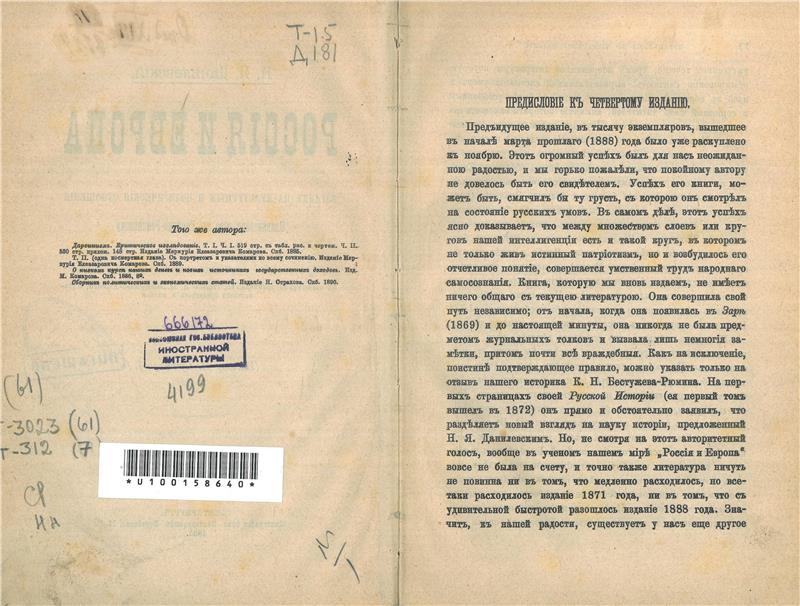 Т-15
Д.181
Того же автора:
Дарвинизмъ. Критическое изслѣдованіе. Т. I. Ч. I. 519 стр. съ табл. рис. и чертеж. Ч. II.
530 стр. прилож. 148 стр. Изданіе Меркурія Елеазаровича Комарова. Спб. 1885.
Т. II. (одна посмертная глава). Съ портретомъ и указателями ко всему сочиненію. Изданіе Мер-
курія Елеазаровича Комарова. Спб. 1889.
О низкомъ курсѣ нашихъ денегъ и новыхъ источникахъ государственныхъ доходовъ. Изд.
М. Комарова. Спб. 1886, 8º.
Сборникъ политическихъ и экономическихъ статей. Изданіе Н. Страхова. Спб. 1890.
666172
ИНОСТРАННОЙ
ЛИТЕРАТУРЫ
4199
(61)
-3023 (61)
-312 (7
*U100158640*
ПРЕДИСЛОВІЕ КЪ ЧЕТВЕРТОМУ ИЗДАНІЮ.
Предъидущее изданіе, въ тысячу экземпляровъ, вышедшее
въ началѣ марта прошлаго (1888) года было уже раскуплено
къ ноябрю. Этотъ огромный успѣхъ былъ для насъ неожидан-
ною радостью, и мы горько пожалѣли, что покойному автору
не довелось быть его свидѣтелемъ. Успѣхъ его книги, мо-
жетъ быть, смягчилъ бы ту грусть, съ которою онъ смотрѣлъ
на состояніе русскихъ умовъ. Въ самомъ дѣлѣ, этотъ успѣхъ
ясно доказываетъ, что между множествомъ слоевъ или кру-
говъ нашей интеллигенціи есть и такой кругъ, въ которомъ
не только живъ истинный патріотизмъ, но и возбудилось его
отчетливое понятіе, совершается умственный трудъ народнаго
самосознанія. Книга, которую мы вновь издаемъ, не имѣетъ
ничего общаго съ текущею литературою. Она совершила свой
путь независимо; отъ начала, когда она появилась въ Зарѣ
(1869) и до настоящей минуты, она никогда не была пред-
метомъ журнальныхъ толковъ и вызвала лишь немногія за-
мѣтки, притомъ почти всѣ враждебныя. Какъ на исключеніе,
поистинѣ подтверждающее правило, можно указать только на
отзывъ нашего историка К. Н. Бестужева-Рюмина. На пер-
выхъ страницахъ своей Русской Исторіи (ея первый томъ
вышелъ въ 1872) онъ прямо и обстоятельно заявилъ, что
раздѣляетъ новый взглядъ на науку исторіи, предложенный
Н. Я. Данилевскимъ. Но, не смотря на этотъ авторитетный
голосъ, вообще въ ученомъ нашемъ мірѣ „Россія и Европа“
вовсе не была на счету, и точно также литература ничуть
не повинна ни въ томъ, что медленно расходилось, но все-
таки расходилось изданіе 1871 года, ни въ томъ, что съ
удивительной быстротой разошлось изданіе 1888 года. Зна-
читъ, къ нашей радости, существуетъ у насъ еще другое